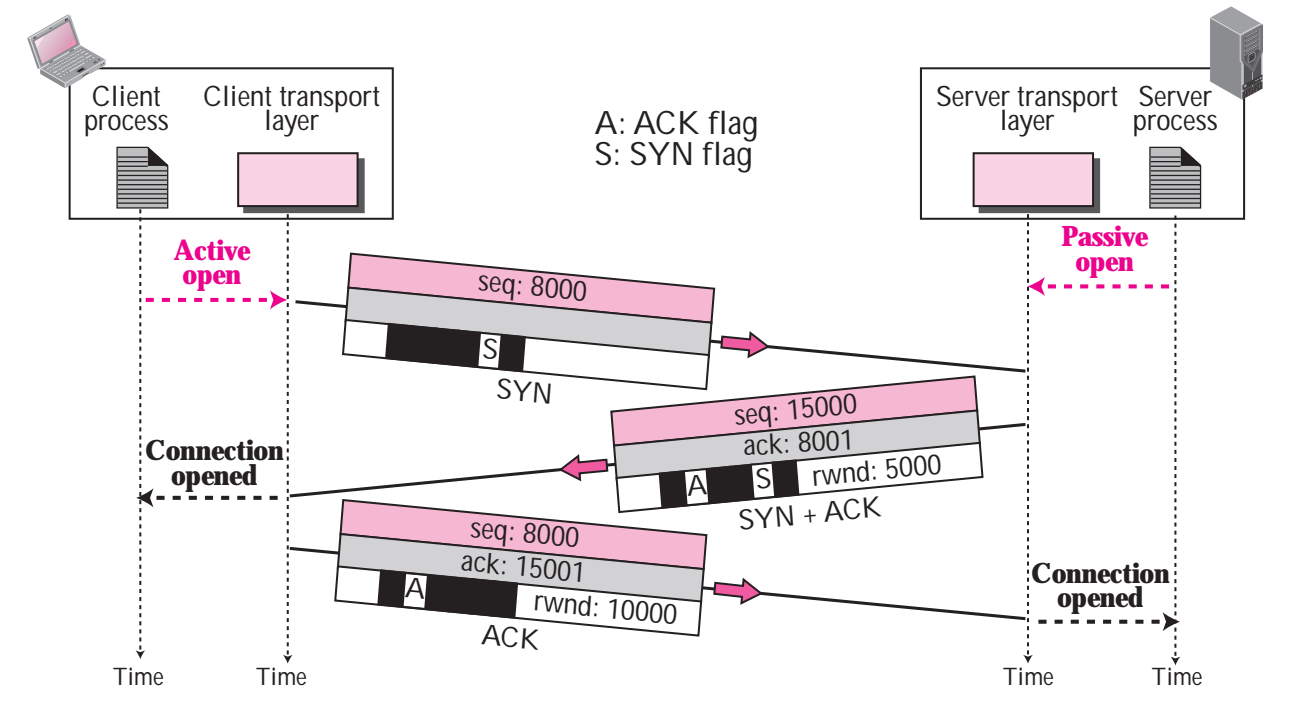 Client
process
Client transport
layer
A: ACK flag
S: SYN flag
Server transport
layer
Server
process
Active
open
Passive
open
seq: 8000
S
SYN
seq: 15000
ack: 8001
A S rwnd: 5000
SYN + ACK
Connection
opened
seq: 8000
ack: 15001
A rwnd: 10000
ACK
Connection
opened
Time
Time
Time
Time